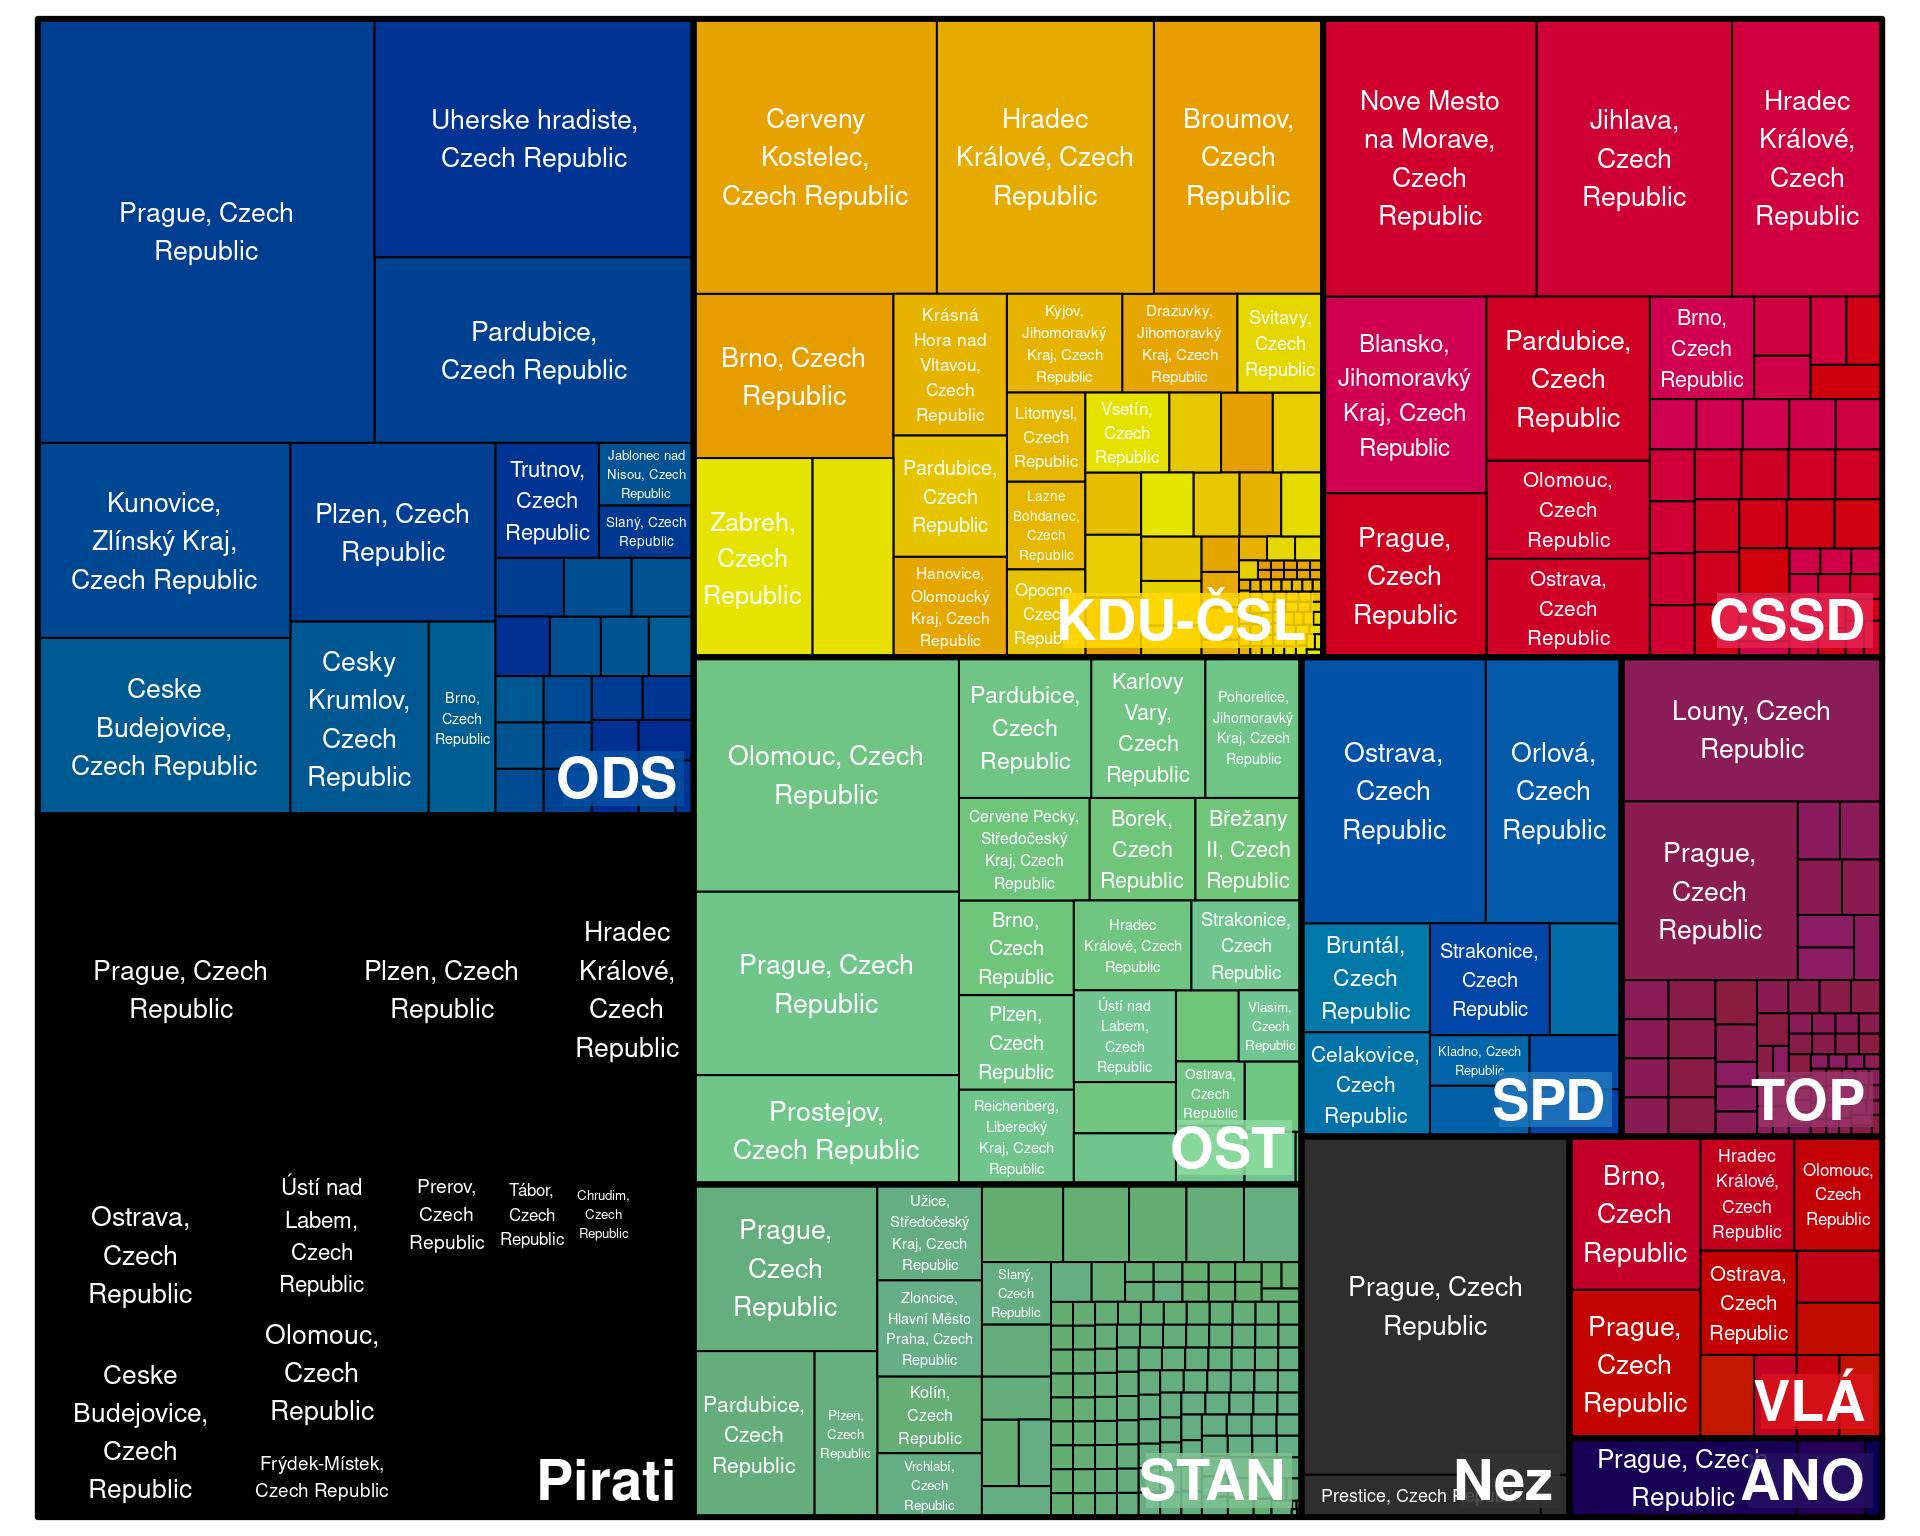 Prague, Czech
Republic
Uherske hradiste,
Czech Republic
Pardubice,
Czech Republic
Kunovice,
Zlínský Kraj,
Czech Republic
Ceske
Budejovice,
Czech Republic
Plzen, Czech
Republic
Cesky
Krumlov,
Czech
Republic
Brno,
Czech
Republic
Trutnov,
Czech
Republic
Jablonec nad
Nisou, Czech
Republic
Slaný, Czech
Republic
ODS
Cerveny
Kostelec,
Czech Republic
Hradec
Králové, Czech
Republic
Broumov,
Czech
Republic
Brno, Czech
Republic
Zabreh,
Czech
Republic
Krásná
Hora nad
Vltavou,
Czech
Republic
Pardubice,
Czech
Republic
Hanovice,
Olomoucký
Kraj, Czech
Republic
Kyjov,
Jihomoravký
Kraj, Czech
Republic
Drazuvky,
Jihomoravký
Kraj, Czech
Republic
Svitavy,
Czech
Republic
Litomysl,
Czech
Republic
Vsetín,
Czech
Republic
Lazne
Bohdanec,
Czech
Republic
Opocno,
Czech
Republic
KDU-ČSL
Nove Mesto
na Morave,
Czech
Republic
Jihlava,
Czech
Republic
Hradec
Králové,
Czech
Republic
Blansko,
Jihomoravký
Kraj, Czech
Republic
Prague,
Czech
Republic
Pardubice,
Czech
Republic
Olomouc,
Czech
Republic
Ostrava,
Czech
Republic
Brno,
Czech
Republic
CSSD
Prague, Czech
Republic
Plzen, Czech
Republic
Hradec
Králové,
Czech
Republic
Ostrava,
Czech
Republic
Ceske
Budejovice,
Czech
Republic
Ústí nad
Labem,
Czech
Republic
Olomouc,
Czech
Republic
Frýdek-Místek,
Czech Republic
Prerov,
Czech
Republic
Tábor,
Czech
Republic
Chrudim,
Czech
Republic
Pirati
Olomouc, Czech
Republic
Prague, Czech
Republic
Prostejov,
Czech Republic
Pardubice,
Czech
Republic
Karlovy
Vary,
Czech
Republic
Pohorelice,
Jihomoravký
Kraj, Czech
Republic
Cervene Pecky,
Středočeský
Kraj, Czech
Republic
Borek,
Czech
Republic
Břežany
II, Czech
Republic
Brno,
Czech
Republic
Plzen,
Czech
Republic
Reichenberg,
Liberecký
Kraj, Czech
Republic
Hradec
Králové, Czech
Republic
Strakonice,
Czech
Republic
Ústí nad
Labem,
Czech
Republic
Vlasim,
Czech
Republic
Ostrava,
Czech
Republic
OST
Prague,
Czech
Republic
Pardubice,
Czech
Republic
Plzen,
Czech
Republic
Užice,
Středočeský
Kraj, Czech
Republic
Zloncice,
Hlavní Město
Praha, Czech
Republic
Kolín,
Czech
Republic
Vrchlabí,
Czech
Republic
Slaný,
Czech
Republic
STAN
Ostrava,
Czech
Republic
Orlová,
Czech
Republic
Bruntál,
Czech
Republic
Celakovice,
Czech
Republic
Strakonice,
Czech
Republic
Kladno, Czech
Republic
SPD
Louny, Czech
Republic
Prague,
Czech
Republic
TOP
Prague, Czech
Republic
Prestice, Czech Republic
Nez
Brno,
Czech
Republic
Prague,
Czech
Republic
Hradec
Králové,
Czech
Republic
Olomouc,
Czech
Republic
Ostrava,
Czech
Republic
VLÁ
Prague, Czech
Republic
ANO